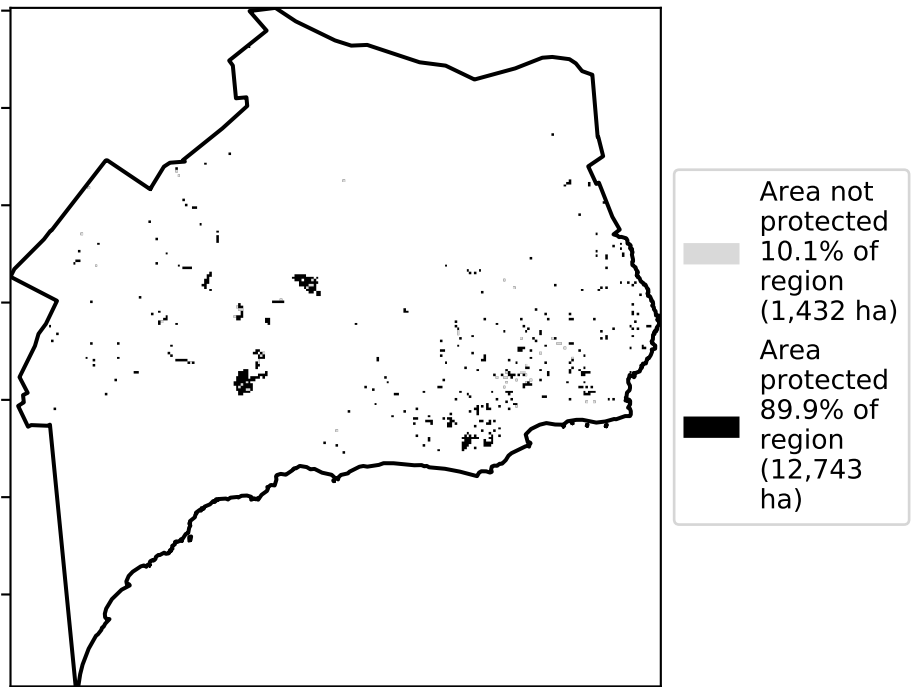 Area not
protected
10.1% of
region
(1,432 ha)
Area
protected
89.9% of
region
(12,743
ha)